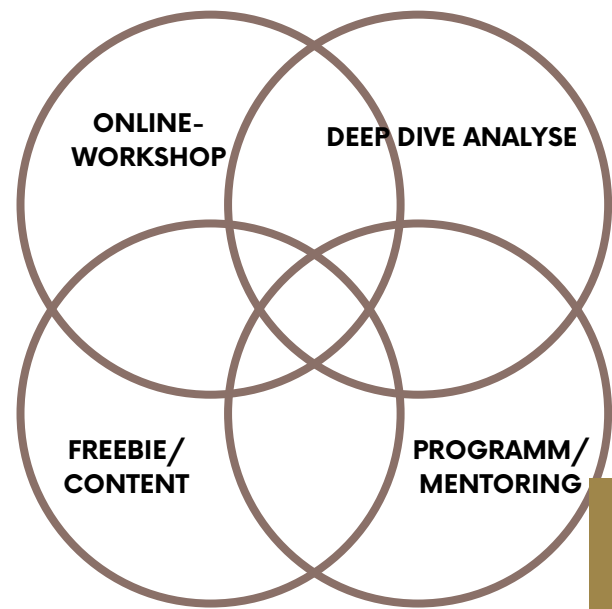 ONLINE-
WORKSHOP
DEEP DIVE ANALYSE
FREEBIE/
CONTENT
PROGRAMM/
MENTORING